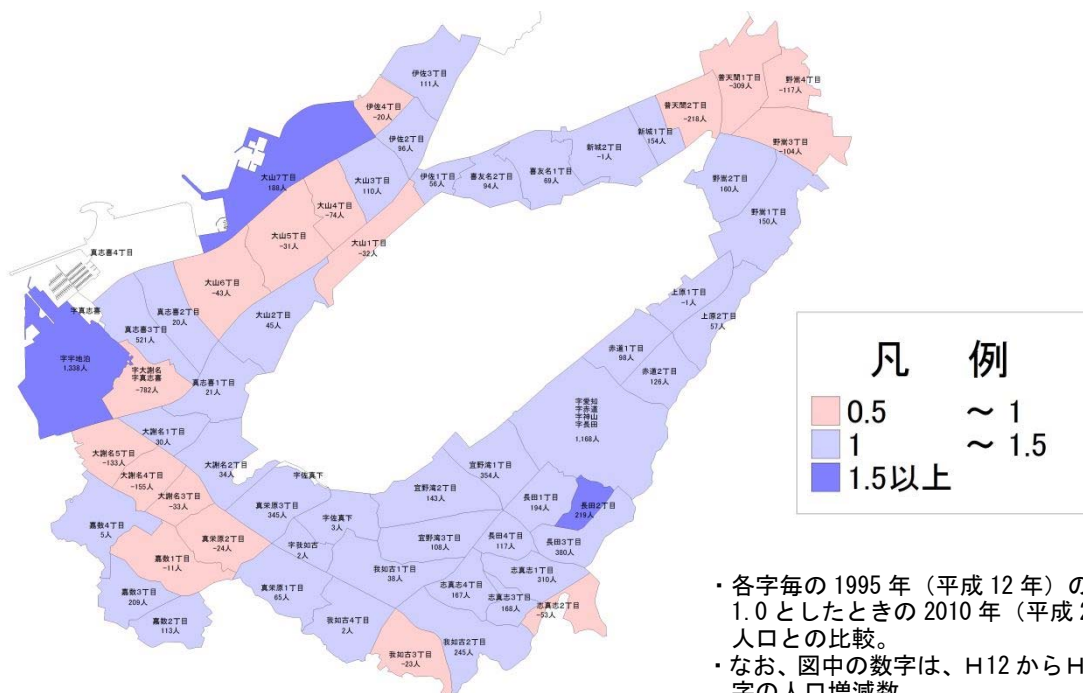 伊佐3丁目
111人
伊佐4丁目
-20人
伊佐2丁目
96人
普天間1丁目
-309人
野嵩4丁目
-117人
普天間2丁目
-218人
野嵩3丁目
-104人
新城1丁目
154人
新城2丁目
-1人
喜友名1丁目
69人
喜友名2丁目
94人
伊佐1丁目
56人
大山3丁目
110人
大山7丁目
188人
大山4丁目
-74人
大山5丁目
-31人
大山1丁目
-32人
野嵩2丁目
160人
野嵩1丁目
150人
真志喜4丁目
大山6丁目
-43人
大山2丁目
45人
上原1丁目
-1人
上原2丁目
57人
字真志喜
真志喜2丁目
20人
真志喜3丁目
521人
赤道1丁目
98人
赤道2丁目
126人
字宇地泊
1,338人
字大謝名
字真志喜
-782人
真志喜1丁目
21人
字愛知
字赤道
字神山
字長田
1,168人
大謝名1丁目
30人
大謝名5丁目
-133人
大謝名4丁目
-155人
大謝名2丁目
34人
大謝名3丁目
-33人
字佐真下
宜野湾1丁目
354人
宜野湾2丁目
143人
長田1丁目
194人
長田2丁目
219人
真栄原3丁目
345人
字佐真下
3人
嘉数4丁目
5人
真栄原2丁目
-24人
字我如古
2人
宜野湾3丁目
108人
長田4丁目
117人
長田3丁目
380人
嘉数1丁目
-11人
我如古1丁目
38人
志真志1丁目
310人
嘉数3丁目
209人
真栄原1丁目
65人
志真志4丁目
167人
志真志3丁目
168人
志真志2丁目
-53人
嘉数2丁目
113人
我如古4丁目
2人
我如古2丁目
245人
我如古3丁目
-23人
凡 例
0.5 ～ 1
1 ～ 1.5
1.5以上
・各字毎の1995年（平成12年）の
1.0としたときの2010年（平成2
人口との比較。
・なお、図中の数字は、H12からH
字の人口増減数